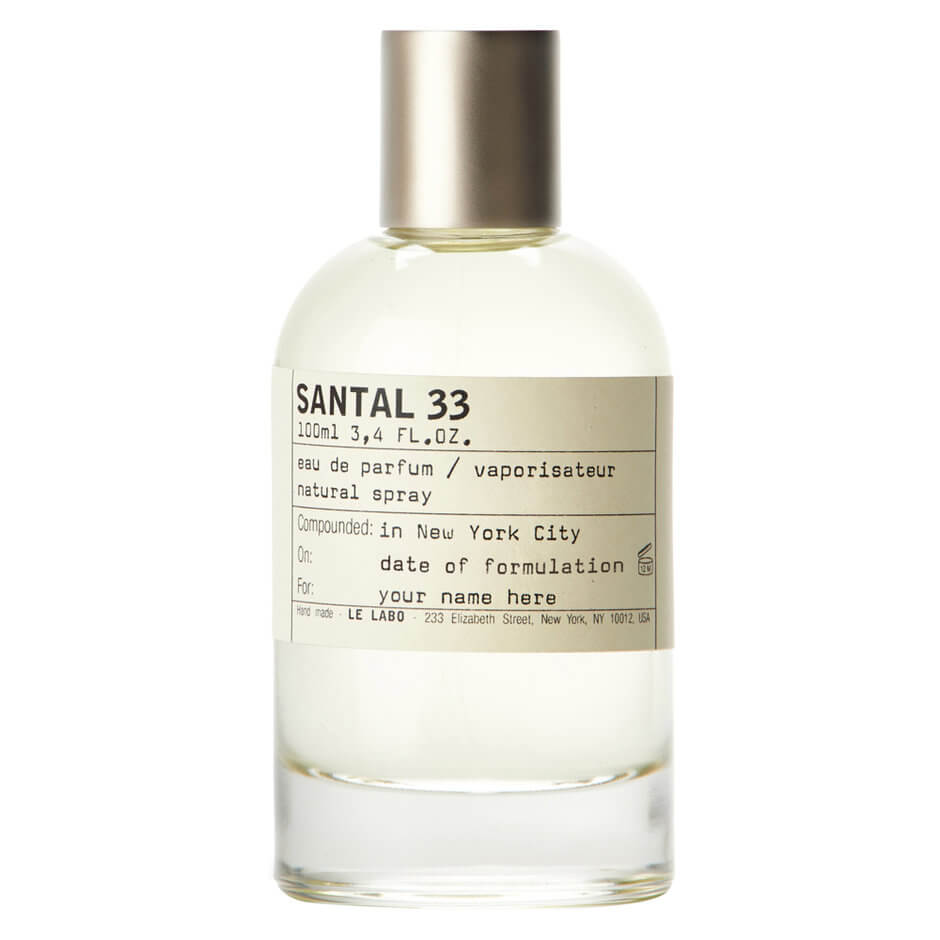 SANTAL 33
100ml 3,4 FL.OZ.
eau de parfum / vaporisateur
natural spray
Compounded: in New York City
On: date of formulation
12 M
For: your name here
Hand made · LE LABO · 233 Elizabeth Street, New York, NY 10012, USA